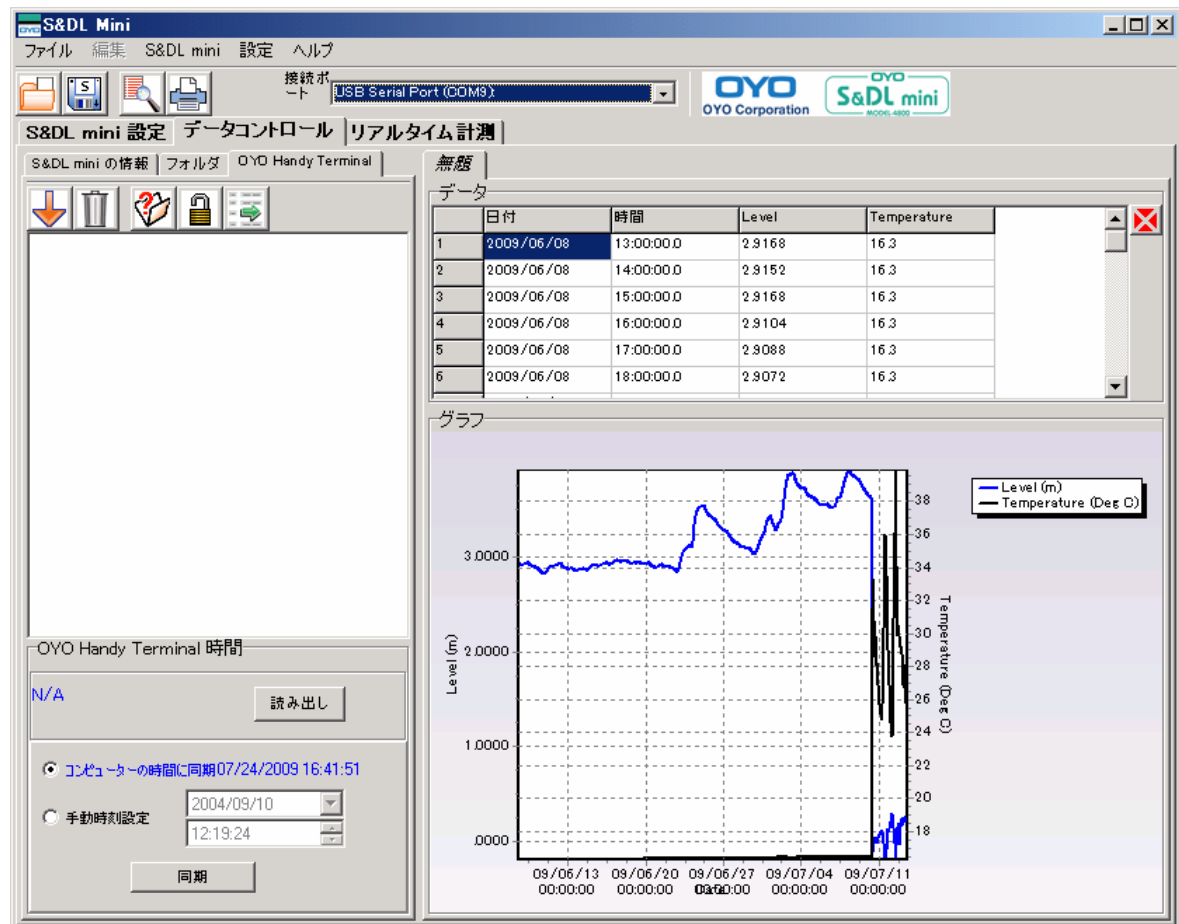 S&DL Mini
ファイル 編集 S&DL mini 設定 ヘルプ
接続ポート USB Serial Port (COM9):
OYO
OYO Corporation
OYO
S&DL mini
MODEL 4800
S&DL mini 設定 データコントロール リアルタイム計測
S&DL mini の情報 フォルダ OYO Handy Terminal
無題
データ
日付 時間 Level Temperature
1 2009/06/08 13:00:00.0 2.9168 16.3
2 2009/06/08 14:00:00.0 2.9152 16.3
3 2009/06/08 15:00:00.0 2.9168 16.3
4 2009/06/08 16:00:00.0 2.9104 16.3
5 2009/06/08 17:00:00.0 2.9088 16.3
6 2009/06/08 18:00:00.0 2.9072 16.3
グラフ
Level (m)
Temperature (Deg C)
3.0000
2.0000
1.0000
.0000
Level (m)
38
36
34
32
30
28
26
24
22
20
18
Temperature (Deg C)
09/06/13 09/06/20 09/06/27 09/07/04 09/07/11
00:00:00 00:00:00 00:00:00 00:00:00 00:00:00
Date
OYO Handy Terminal 時間
N/A
読み出し
コンピューターの時間に同期07/24/2009 16:41:51
手動時刻設定
2004/09/10
12:19:24
同期